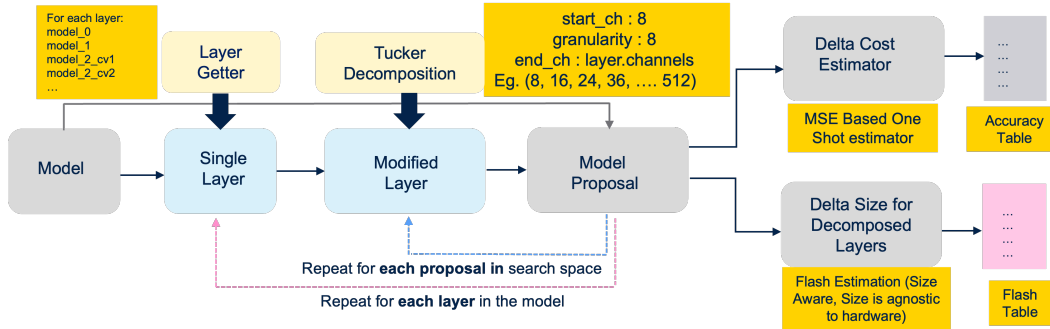 For each layer:
model_0
model_1
model_2_cv1
model_2_cv2
…
Layer
Getter
Tucker
Decomposition
start_ch : 8
granularity : 8
end_ch : layer.channels
Eg. (8, 16, 24, 36, …. 512)
Model
Single
Layer
Modified
Layer
Model
Proposal
Repeat for each proposal in search space
Repeat for each layer in the model
Delta Cost
Estimator
MSE Based One
Shot estimator
…
…
…
Accuracy
Table
Delta Size for
Decomposed
Layers
Flash Estimation (Size
Aware, Size is agnostic
to hardware)
…
…
…
…
Flash
Table